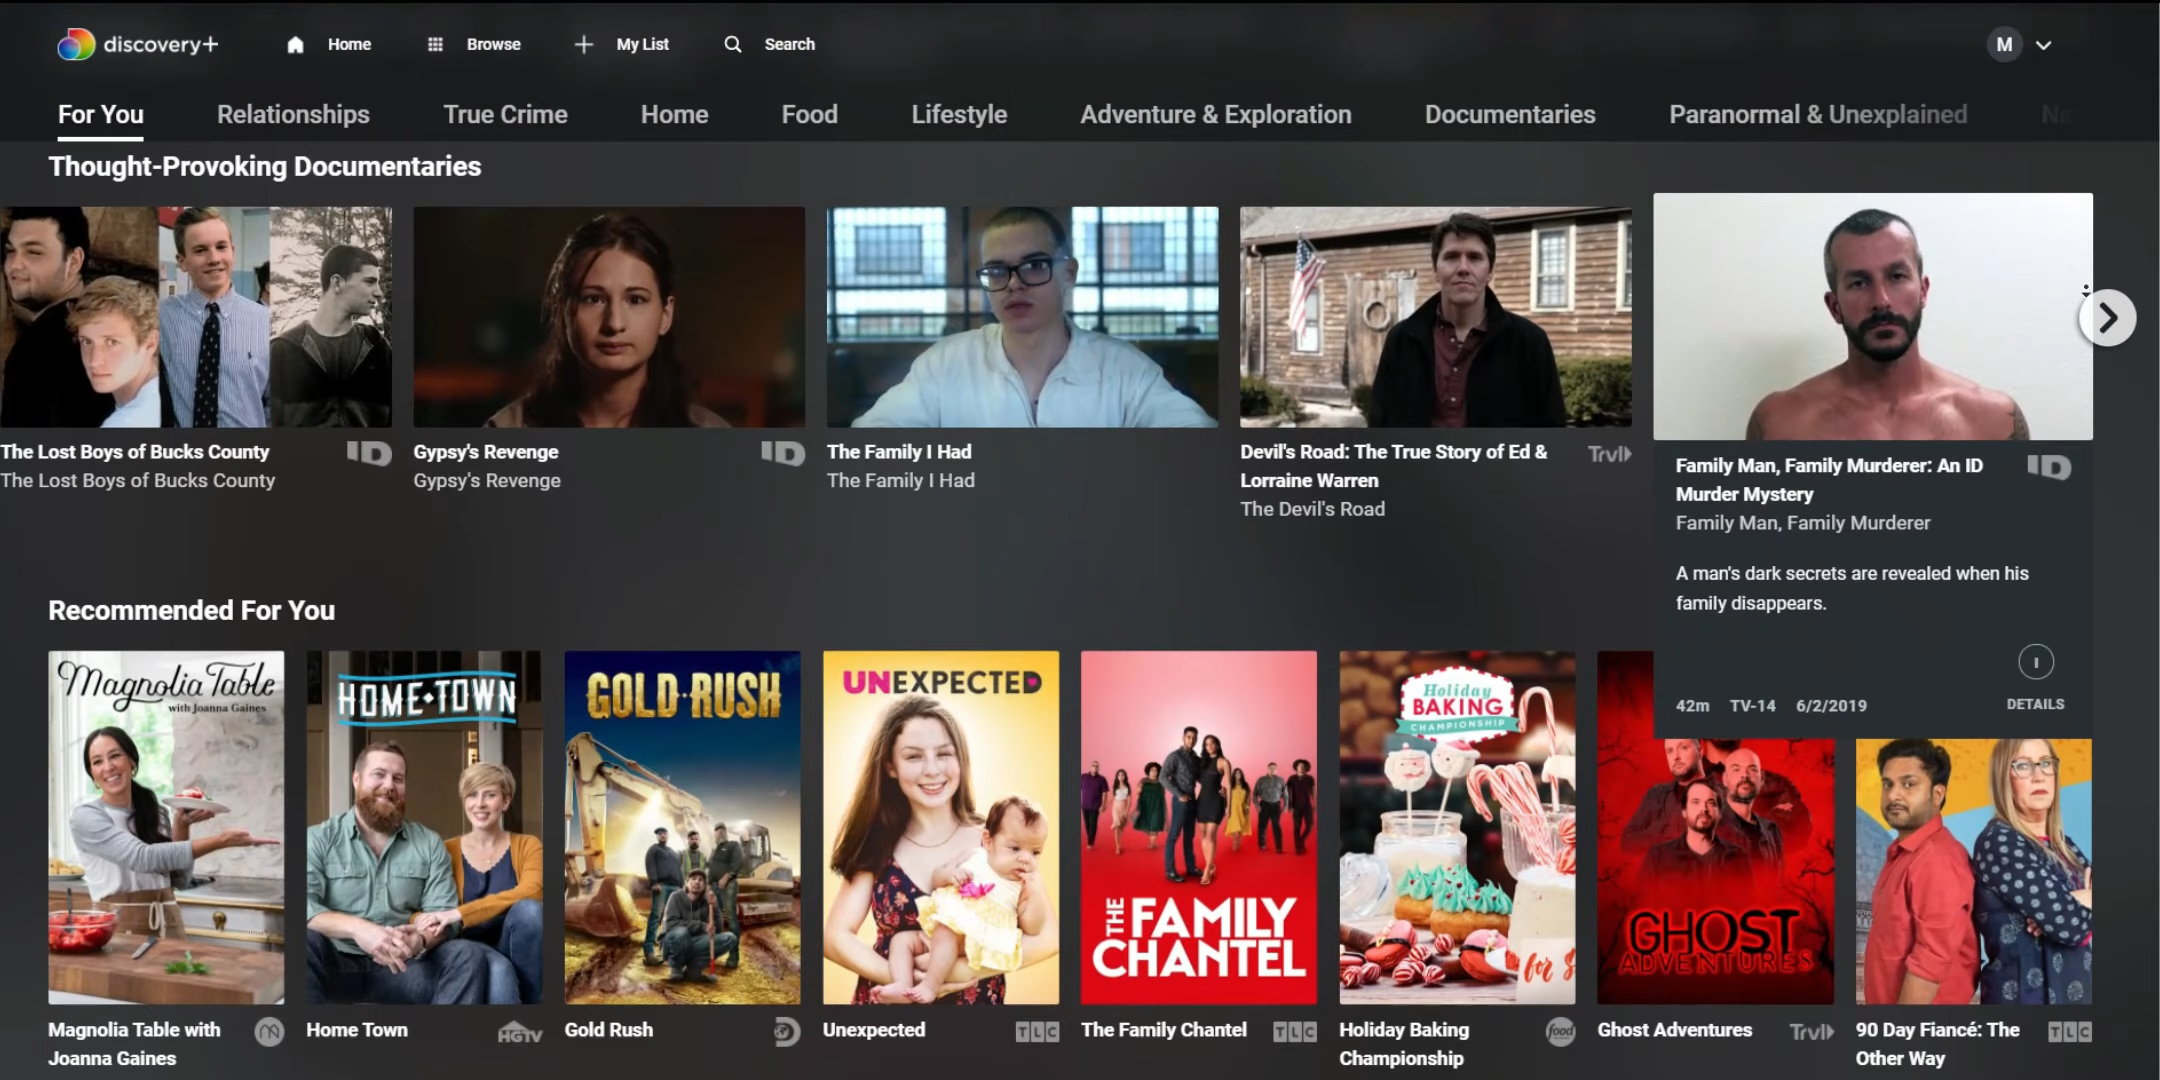 discovery+
Home
Browse
My List
Search
M
For You
Relationships
True Crime
Home
Food
Lifestyle
Adventure & Exploration
Documentaries
Paranormal & Unexplained
Thought-Provoking Documentaries
The Lost Boys of Bucks County
ID
The Lost Boys of Bucks County
Gypsy's Revenge
ID
Gypsy's Revenge
The Family I Had
The Family I Had
Devil's Road: The True Story of Ed &
Lorraine Warren
Trvl
The Devil's Road
Family Man, Family Murderer: An ID
Murder Mystery
ID
Family Man, Family Murderer
A man's dark secrets are revealed when his
family disappears.
42m TV-14 6/2/2019
DETAILS
Recommended For You
Magnolia Table
with Joanna Gaines
HOME TOWN
GOLD RUSH
UNEXPECTED
THE FAMILY
CHANTEL
Holiday
BAKING
CHAMPIONSHIP
for S
GHOST
ADVENTURES
Magnolia Table with
Joanna Gaines
M
Home Town
HGTV
Gold Rush
D
Unexpected
TLC
The Family Chantel
TLC
Holiday Baking
Championship
food
Ghost Adventures
Trvl
90 Day Fiancé: The
Other Way
TLC